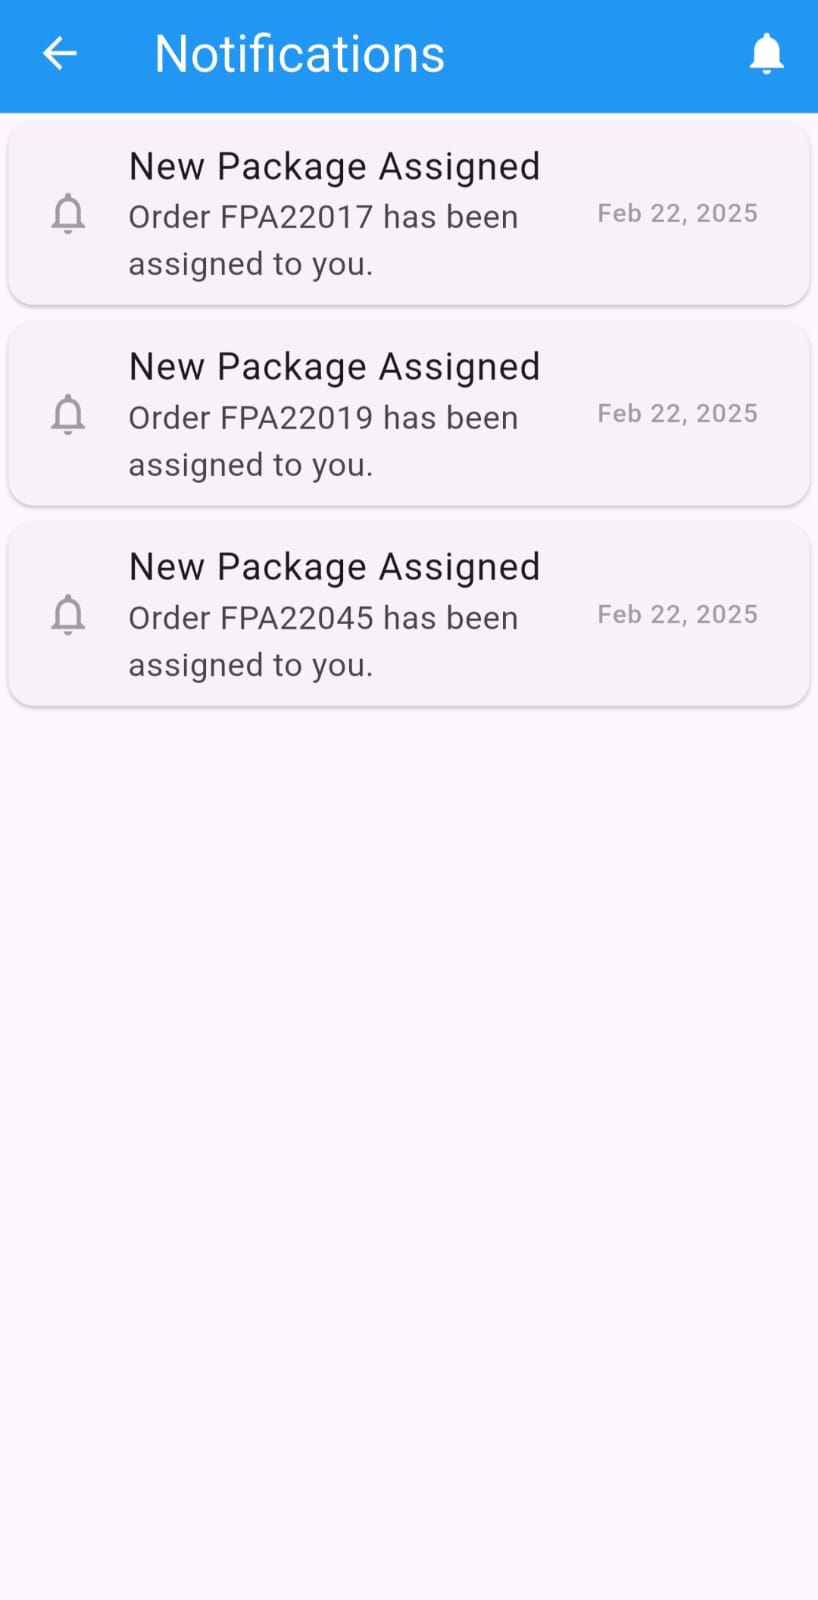 Notifications
New Package Assigned
Order FPA22017 has been
assigned to you.
Feb 22, 2025
New Package Assigned
Order FPA22019 has been
assigned to you.
Feb 22, 2025
New Package Assigned
Order FPA22045 has been
assigned to you.
Feb 22, 2025